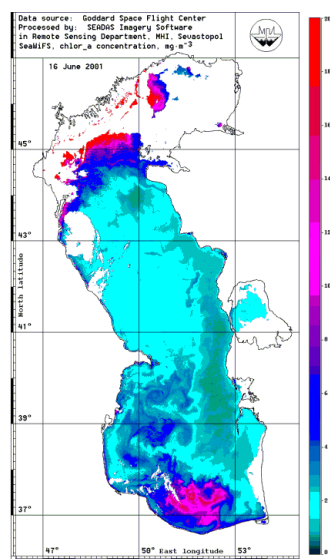 Data source: Goddard Space Flight Center
Processed by: SEADAS Imagery Software
in Remote Sensing Department, MHI, Sevastopol
SeaWiFS, chlor_a concentration, mg·m-3
16 June 2001
45°
43°
North latitude
41°
39°
37°
47° 50° East longitude 53°
20
18
16
14
12
10
8
6
4
2
0